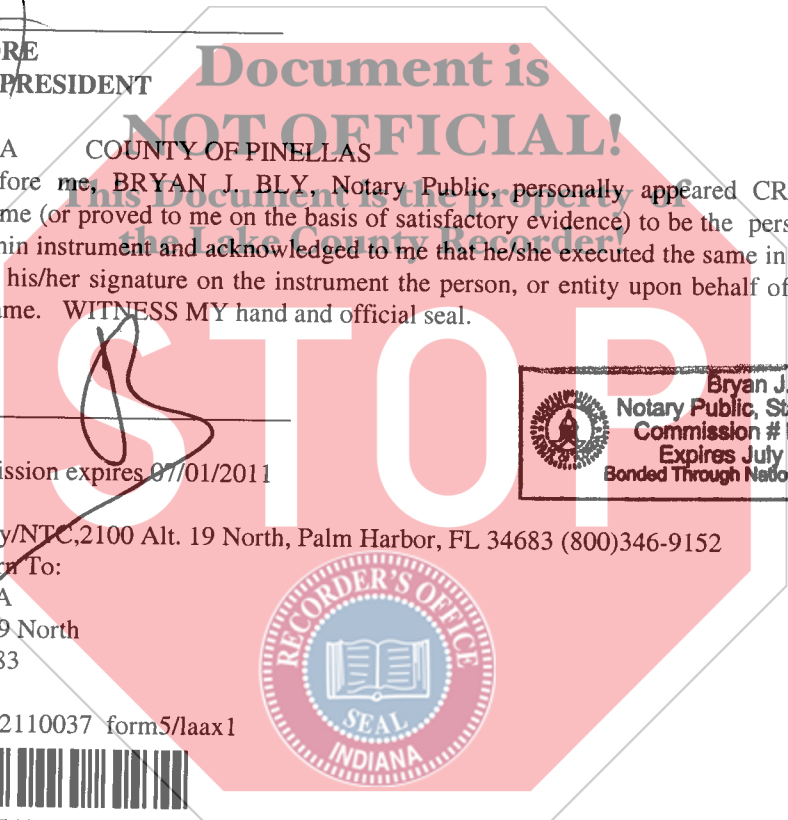 ORE
PRESIDENT
Document is
NOT OFFICIAL!
This Document is the property of
the Lake County Recorder!
A COUNTY OF PINELLAS
fore me, BRYAN J. BLY, Notary Public, personally appeared CR
me (or proved to me on the basis of satisfactory evidence) to be the pers
hin instrument and acknowledged to me that he/she executed the same in
his/her signature on the instrument the person, or entity upon behalf of
ame. WITNESS MY hand and official seal.
STOP
Bryan J.
Notary Public, St
Commission #
Expires July
Bonded Through Natio
ission expires 07/01/2011
y/NTC,2100 Alt. 19 North, Palm Harbor, FL 34683 (800)346-9152
rn To:
A
9 North
83
RECORDER'S OFFICE
SEAL
INDIANA
2110037 form5/laax1